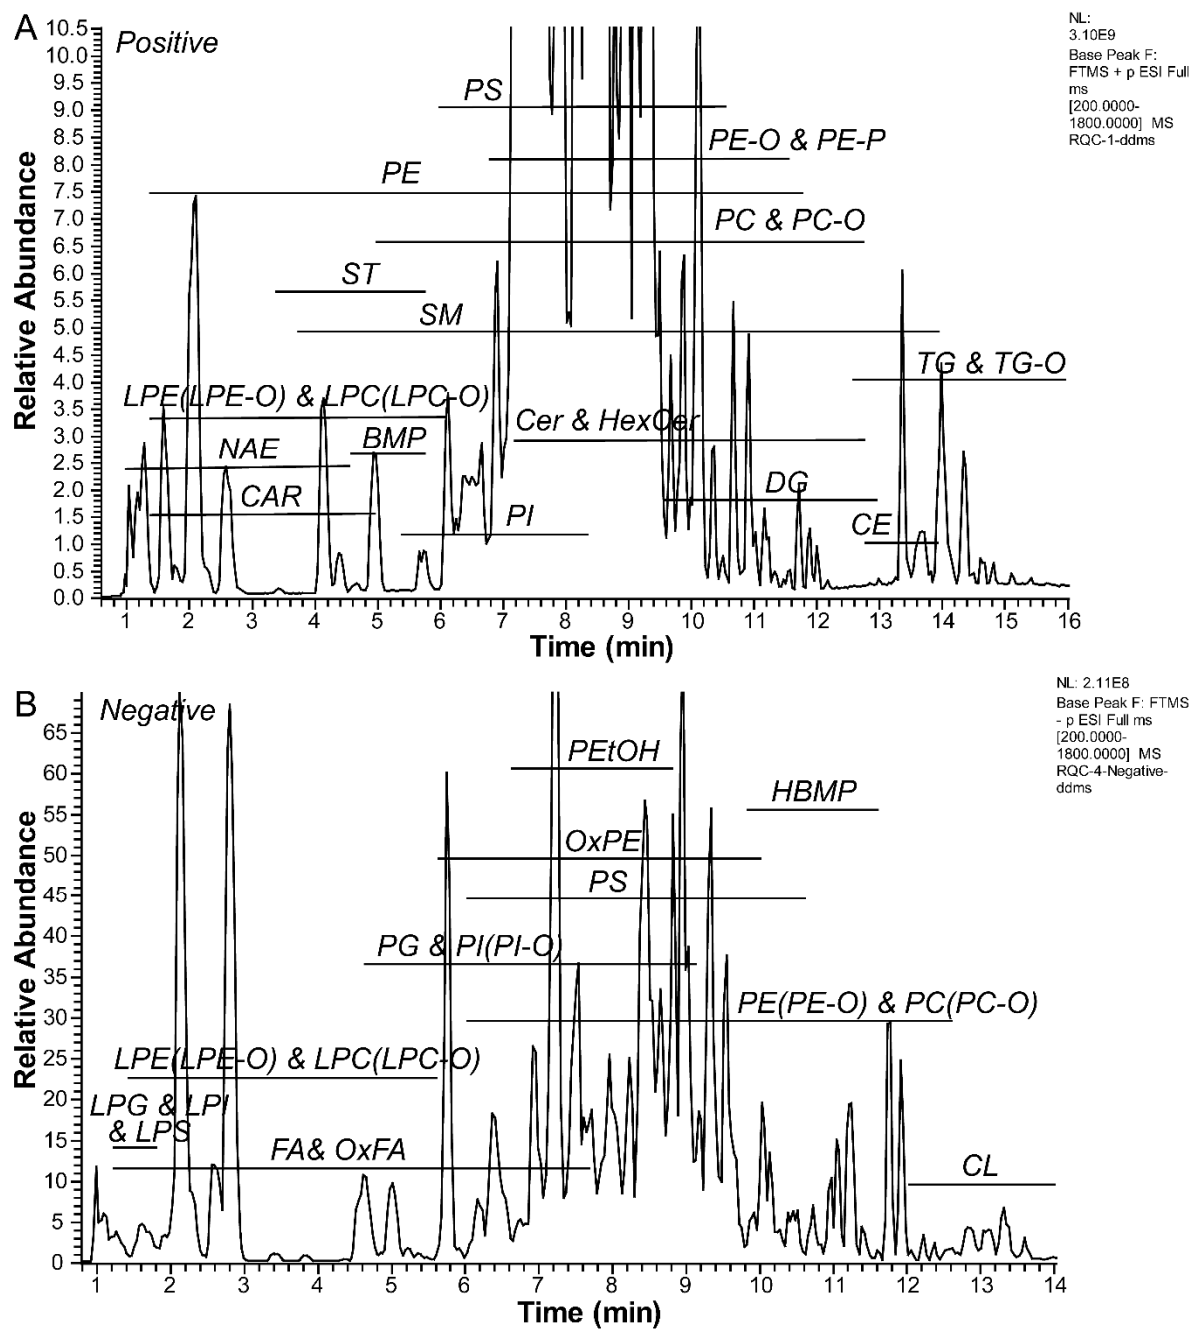 A
Positive
NL:
3.10E9
Base Peak F:
FTMS + p ESI Full
ms
[200.0000-
1800.0000] MS
RQC-1-ddms
Relative Abundance
10.5
10.0
9.5
9.0
8.5
8.0
7.5
7.0
6.5
6.0
5.5
5.0
4.5
4.0
3.5
3.0
2.5
2.0
1.5
1.0
0.5
0.0
PS
PE-O & PE-P
PE
PC & PC-O
ST
SM
TG & TG-O
LPE(LPE-O) & LPC(LPC-O)
Cer & HexCer
BMP
NAE
DG
CAR
PI
CE
1 2 3 4 5 6 7 8 9 10 11 12 13 14 15 16
Time (min)
B
Negative
NL: 2.11E8
Base Peak F: FTMS
- p ESI Full ms
[200.0000-
1800.0000] MS
RQC-4-Negative-
ddms
Relative Abundance
65
60
55
50
45
40
35
30
25
20
15
10
5
0
PEtOH
HBMP
OxPE
PS
PG & PI(PI-O)
PE(PE-O) & PC(PC-O)
LPE(LPE-O) & LPC(LPC-O)
LPG & LPI
& LPS
FA& OxFA
CL
1 2 3 4 5 6 7 8 9 10 11 12 13 14
Time (min)